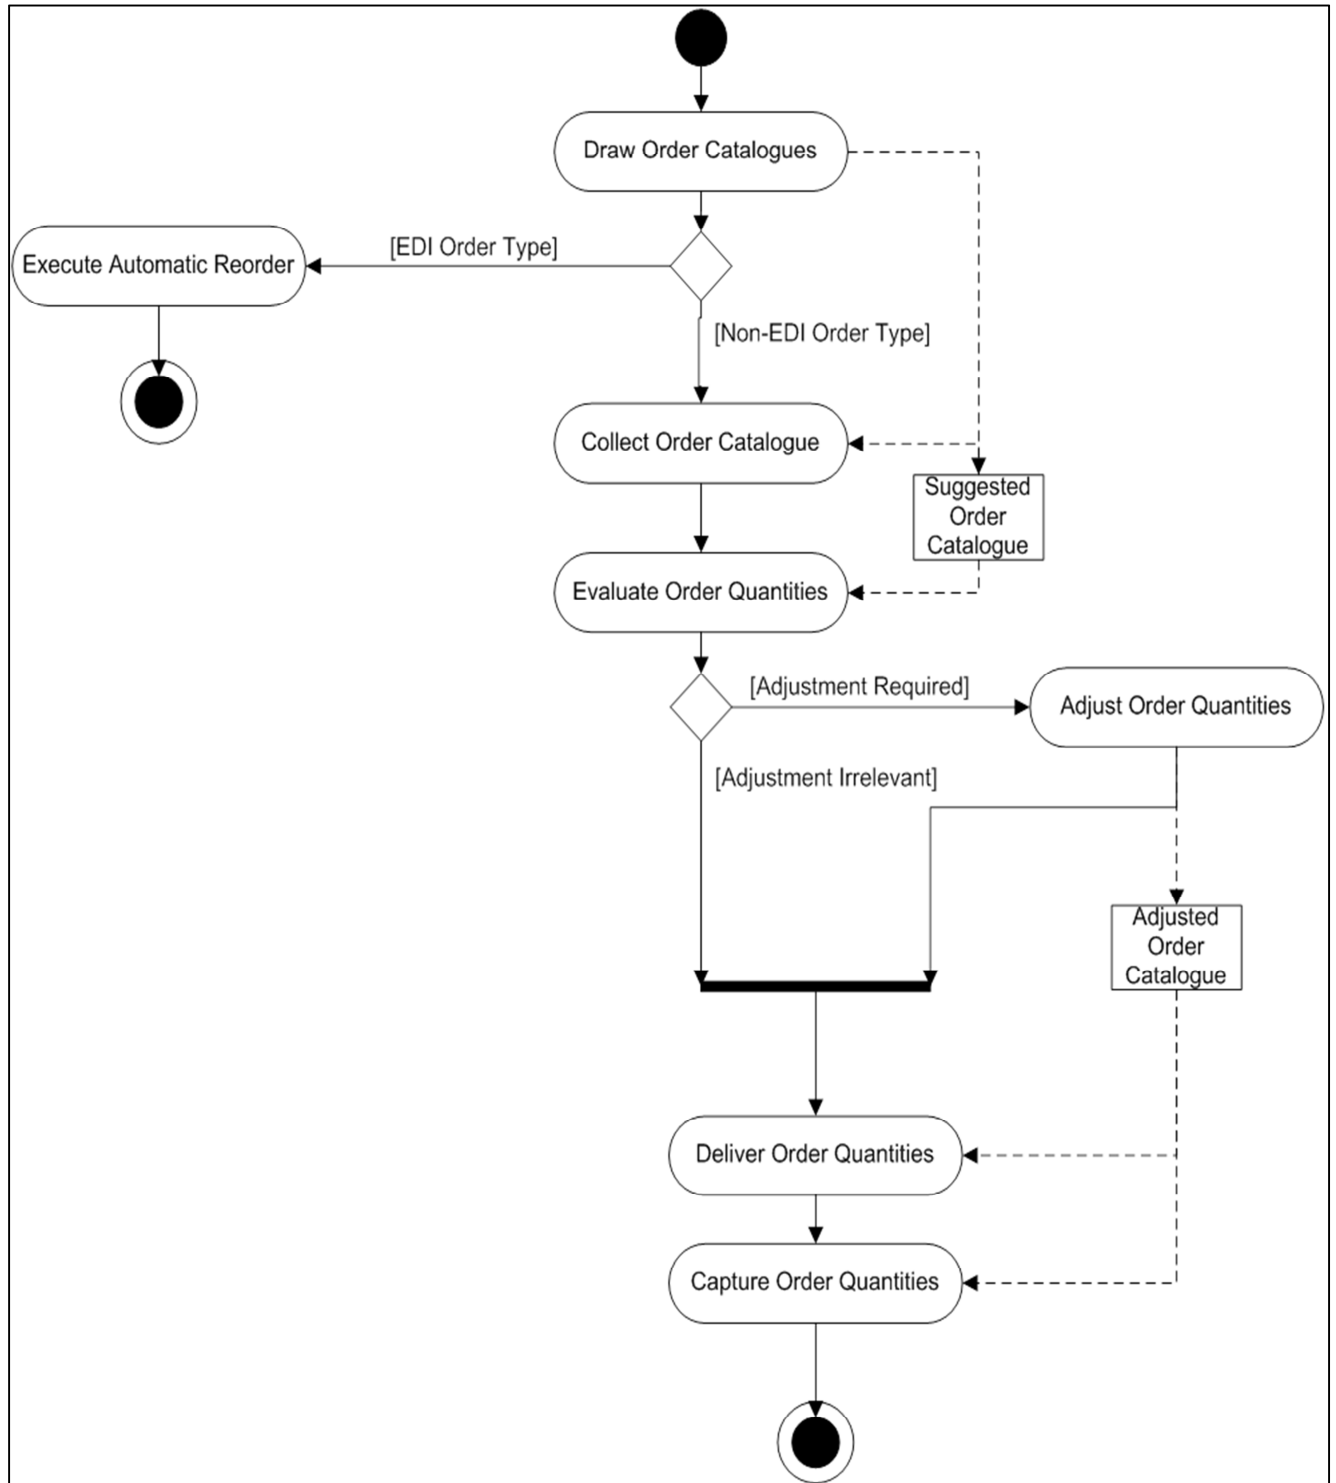 Draw Order Catalogues
[EDI Order Type]
Execute Automatic Reorder
[Non-EDI Order Type]
Collect Order Catalogue
Suggested
Order
Catalogue
Evaluate Order Quantities
[Adjustment Required]
Adjust Order Quantities
[Adjustment Irrelevant]
Adjusted
Order
Catalogue
Deliver Order Quantities
Capture Order Quantities